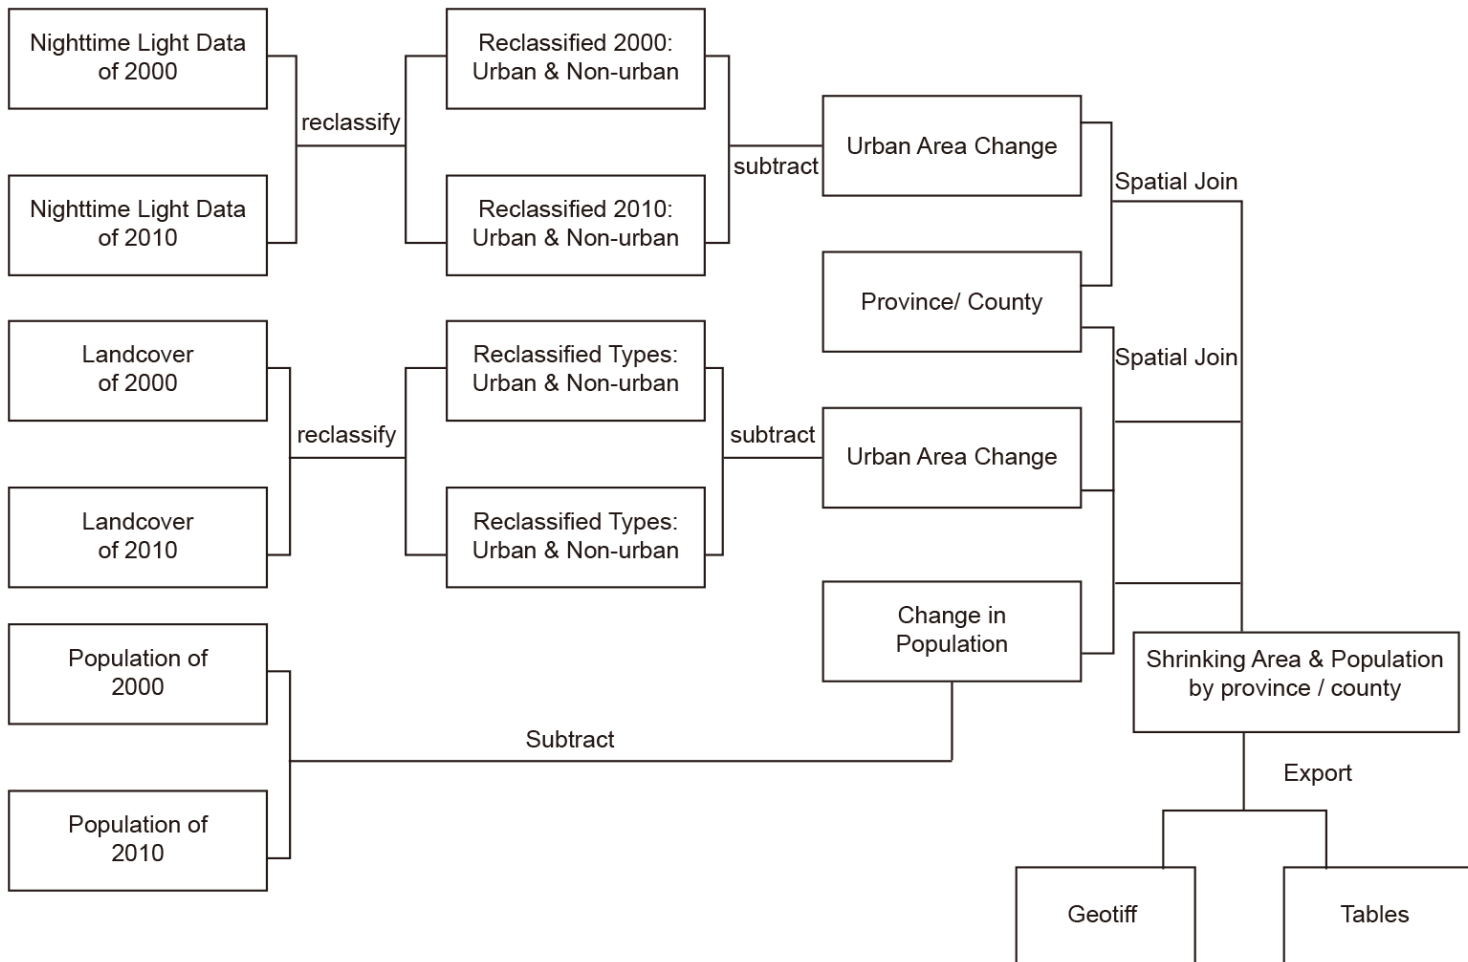 Nighttime Light Data
of 2000
Reclassified 2000:
Urban & Non-urban
reclassify
Urban Area Change
subtract
Spatial Join
Nighttime Light Data
of 2010
Reclassified 2010:
Urban & Non-urban
Province/ County
Landcover
of 2000
Reclassified Types:
Urban & Non-urban
Spatial Join
reclassify
subtract
Urban Area Change
Landcover
of 2010
Reclassified Types:
Urban & Non-urban
Change in
Population
Population of
2000
Shrinking Area & Population
by province / county
Subtract
Export
Population of
2010
Geotiff
Tables